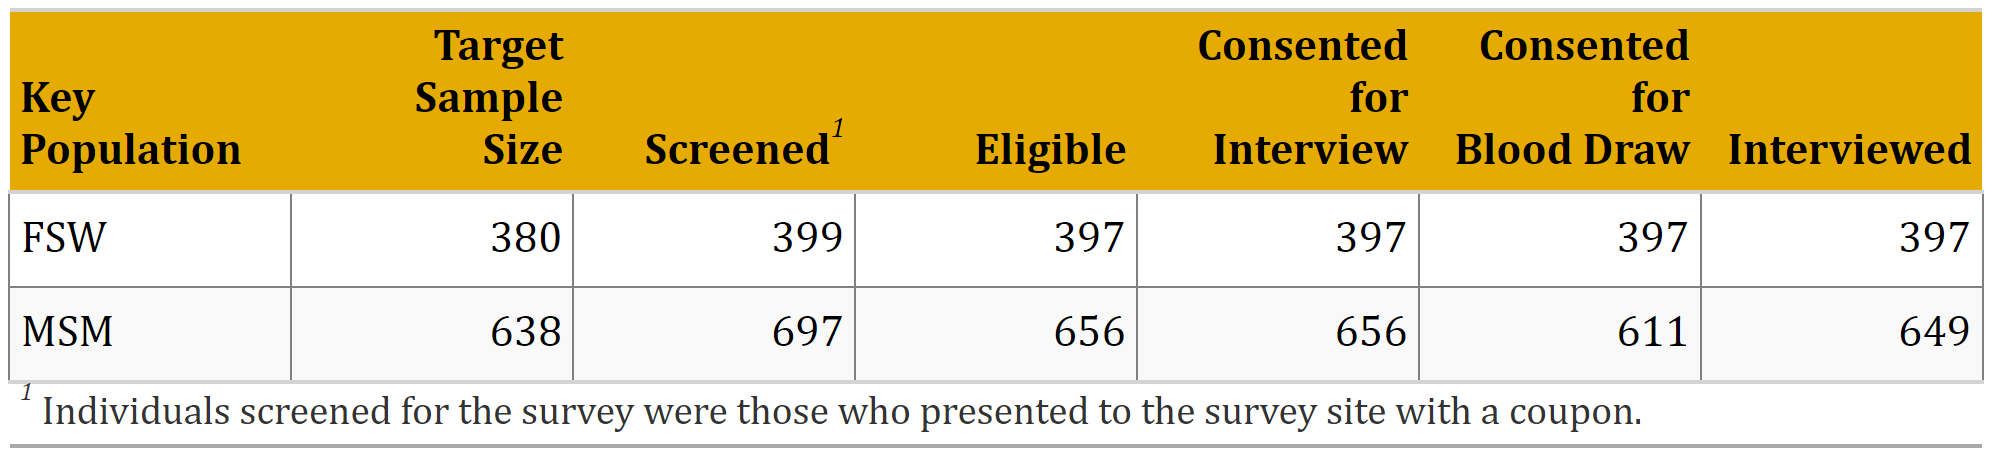 Key Population | Target Sample Size | Screened1 | Eligible | Consented for Interview | Consented for Blood Draw | Interviewed
FSW | 380 | 399 | 397 | 397 | 397 | 397
MSM | 638 | 697 | 656 | 656 | 611 | 649
1 Individuals screened for the survey were those who presented to the survey site with a coupon.